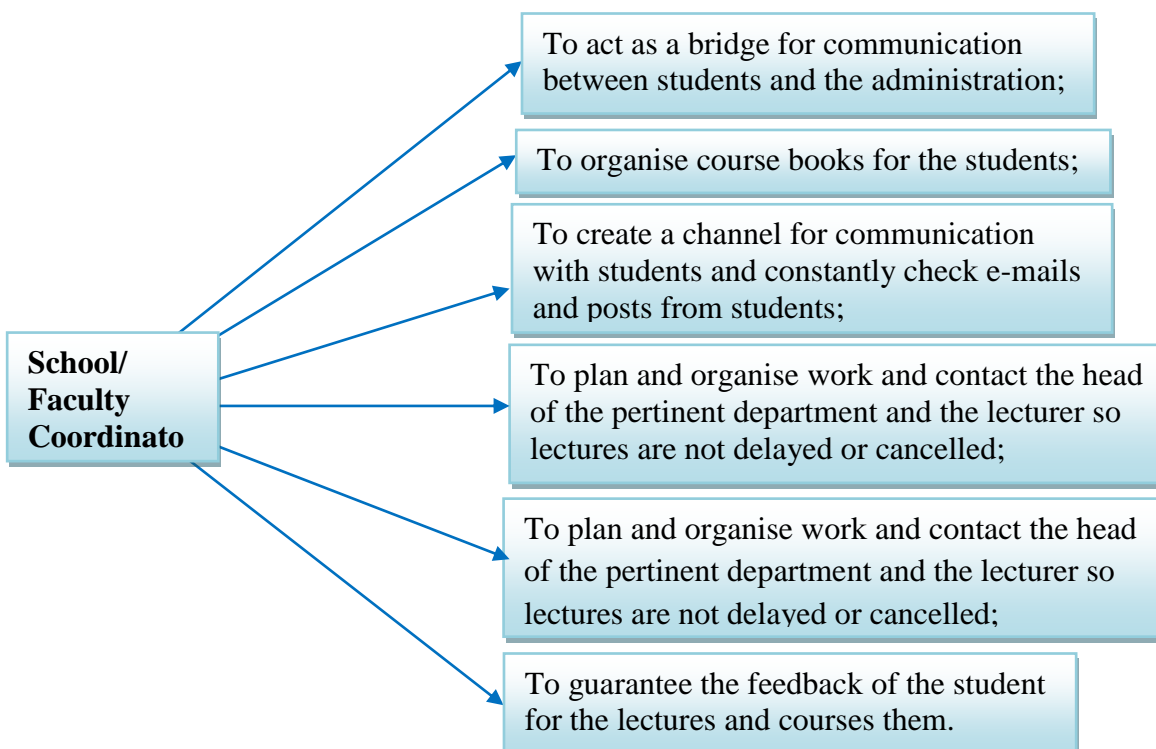 To act as a bridge for communication
between students and the administration;
To organise course books for the students;
To create a channel for communication
with students and constantly check e-mails
and posts from students;
School/
Faculty
Coordinato
To plan and organise work and contact the head
of the pertinent department and the lecturer so
lectures are not delayed or cancelled;
To plan and organise work and contact the head
of the pertinent department and the lecturer so
lectures are not delayed or cancelled;
To guarantee the feedback of the student
for the lectures and courses them.